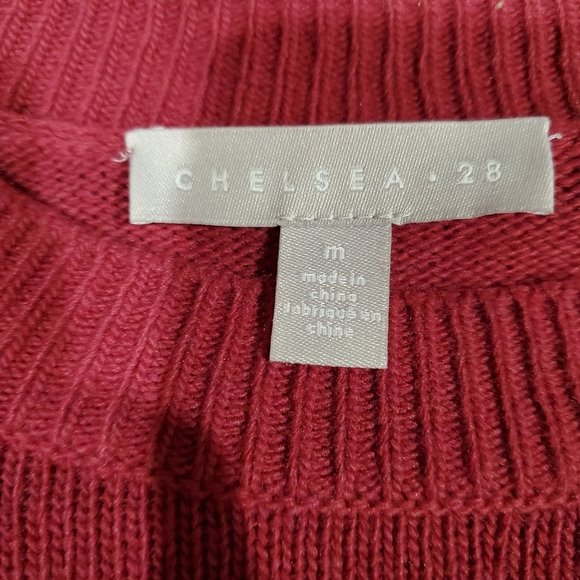 CHELSEA · 28
m
made in
china
fabriqué en
chine